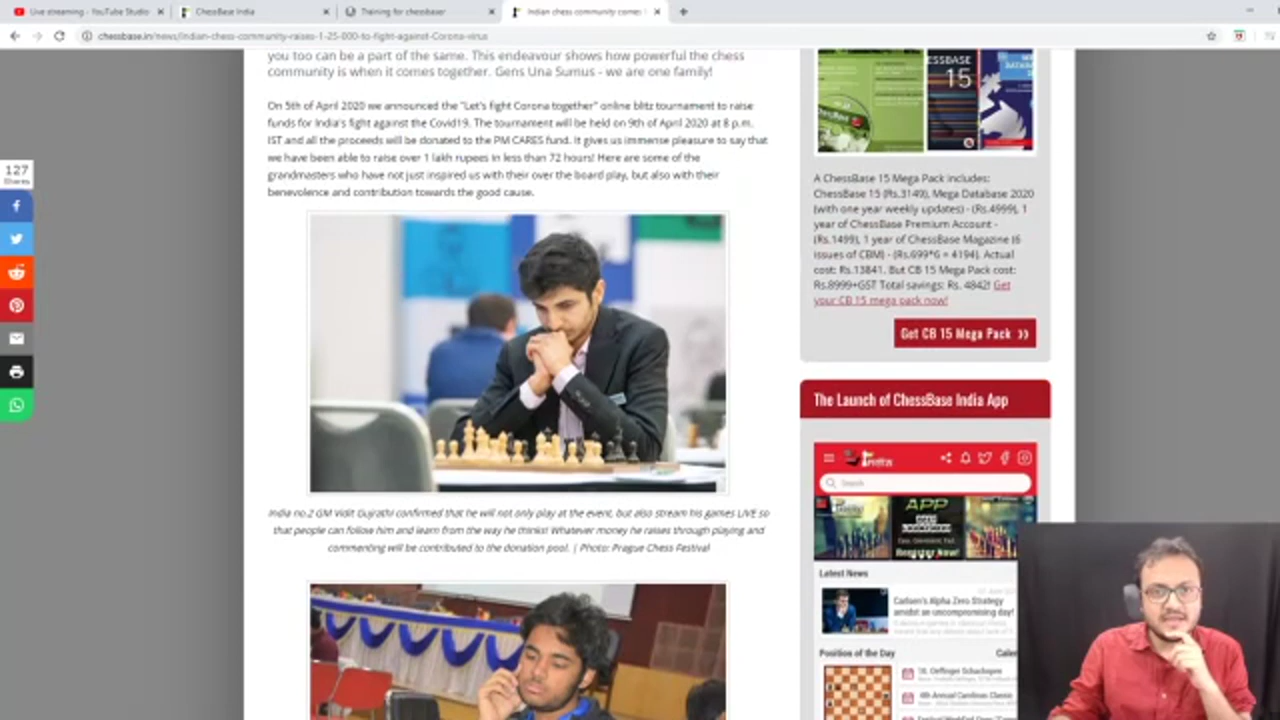 Live streaming - YouTube Studio
ChessBase India
Training for chessbaser
Indian chess community comes
chessbase.in/news/Indian-chess-community-raises-1-25-000-to-fight-against-Corona-virus
you too can be a part of the same. This endeavour shows how powerful the chess
community is when it comes together. Gens Una Sumus - we are one family!
On 5th of April 2020 we announced the "Let's fight Corona together" online blitz tournament to raise
funds for India's fight against the Covid19. The tournament will be held on 9th of April 2020 at 8 p.m.
IST and all the proceeds will be donated to the PM CARES fund. It gives us immense pleasure to say that
we have been able to raise over 1 lakh rupees in less than 72 hours! Here are some of the
grandmasters who have not just inspired us with their over the board play, but also with their
benevolence and contribution towards the good cause.
127
Shares
India no.2 GM Vidit Gujrathi confirmed that he will not only play at the event, but also stream his games LIVE so
that people can follow him and learn from the way he thinks! Whatever money he raises through playing and
commenting will be contributed to the donation pool. | Photo: Prague Chess Festival
15
A ChessBase 15 Mega Pack includes:
ChessBase 15 (Rs.3149), Mega Database 2020
(with one year weekly updates) - (Rs.4999), 1
year of ChessBase Premium Account -
(Rs.1499), 1 year of ChessBase Magazine (6
issues of CBM) - (Rs.699*6 = 4194). Actual
cost: Rs.13841. But CB 15 Mega Pack cost:
Rs.8999+GST Total savings: Rs. 4842! Get
your CB 15 mega pack now!
Get CB 15 Mega Pack »
The Launch of ChessBase India App
Search
APP
Register Now!
Latest News
Carlsen's Alpha Zero Strategy
amidst an uncompromising day!
Position of the Day
Calen